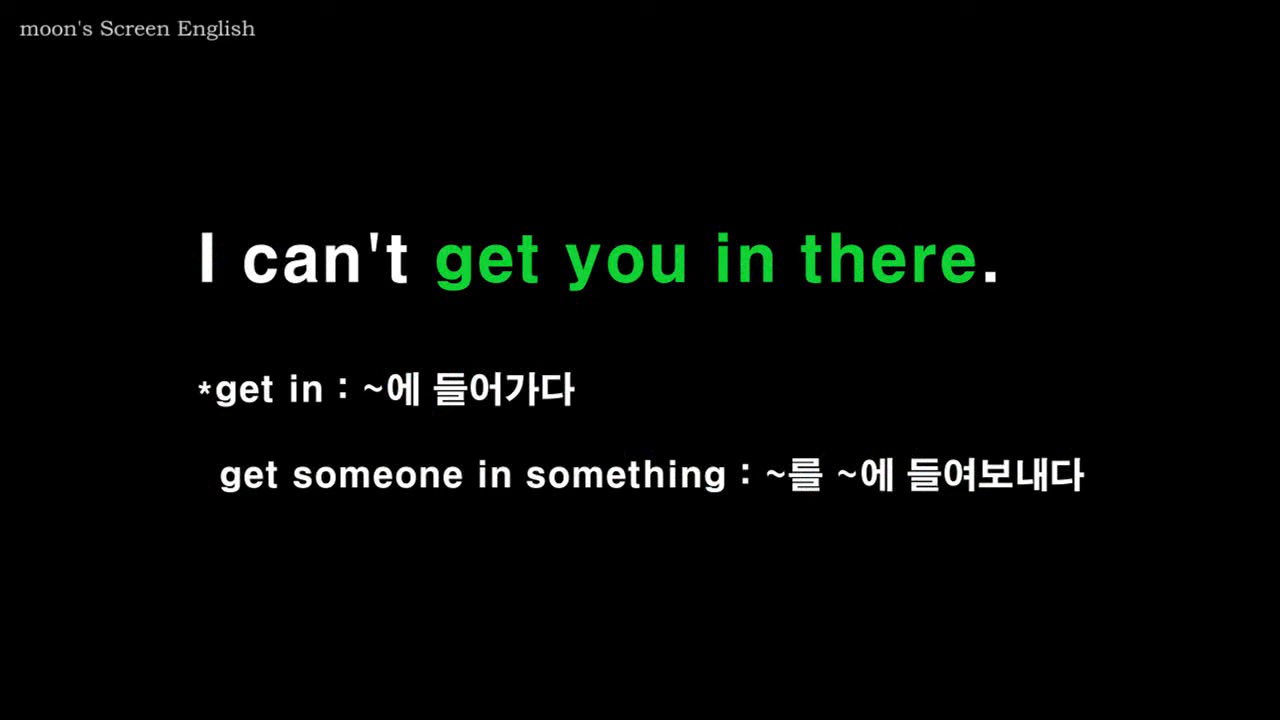 moon's Screen English
I can't get you in there.
*get in : ~에 들어가다
get someone in something : ~를 ~에 들여보내다